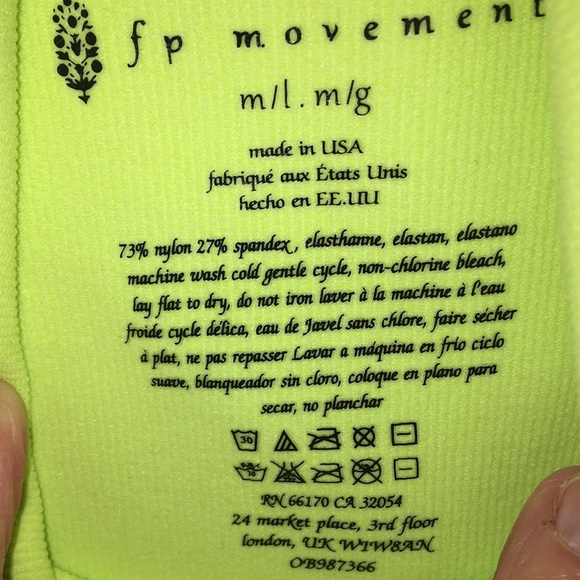 fp movement
m/l . m/g
made in USA
fabriqué aux États Unis
hecho en EE.UU
73% nylon 27% spandex, elasthanne, elastan, elastano
machine wash cold gentle cycle, non-chlorine bleach,
lay flat to dry, do not iron laver à la machine à l'eau
froide cycle délica, eau de Javel sans chlore, faire sécher
à plat, ne pas repasser Lavar a máquina en frío ciclo
suave, blanqueador sin cloro, coloque en plano para
secar, no planchar
30
30
RN 66170 CA 32054
24 market place, 3rd floor
london, UK W1W8AN
OB987366